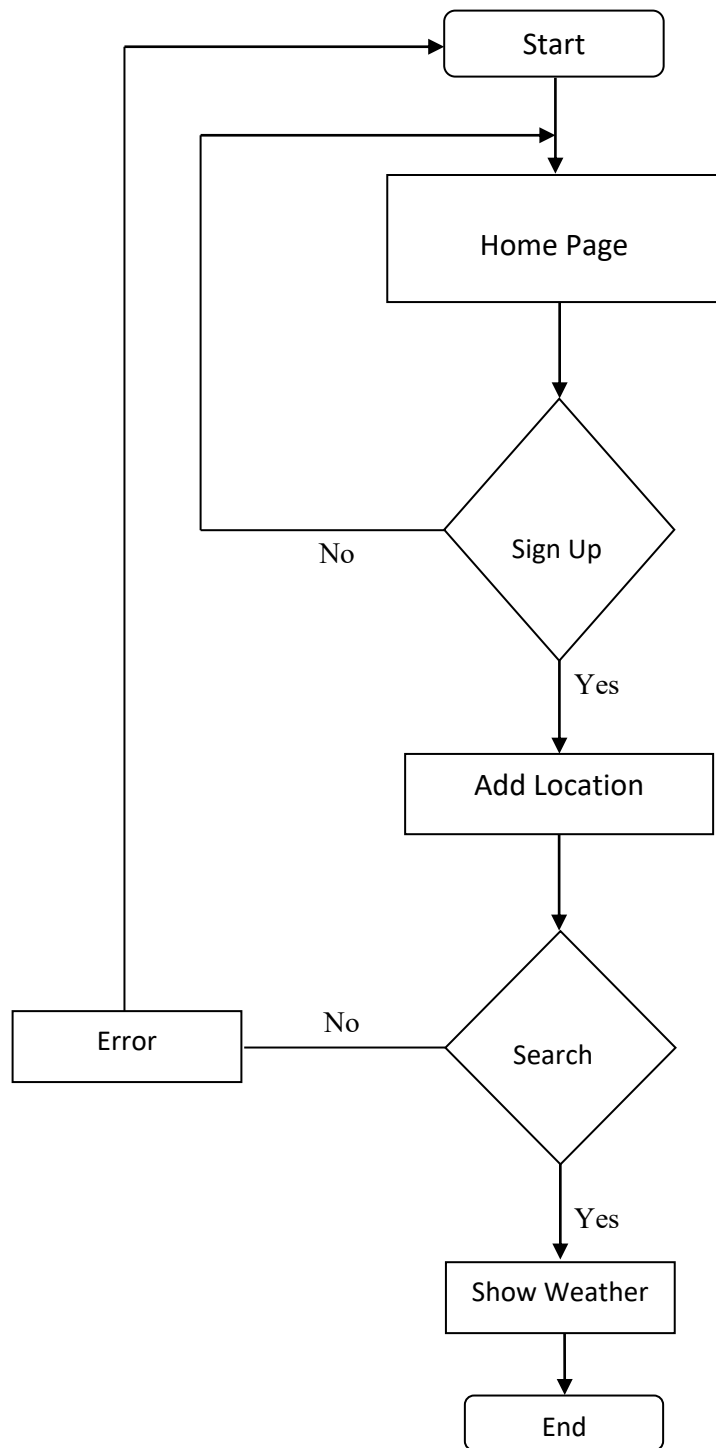 Start
Home Page
No
Sign Up
Yes
Add Location
No
Error
Search
Yes
Show Weather
End